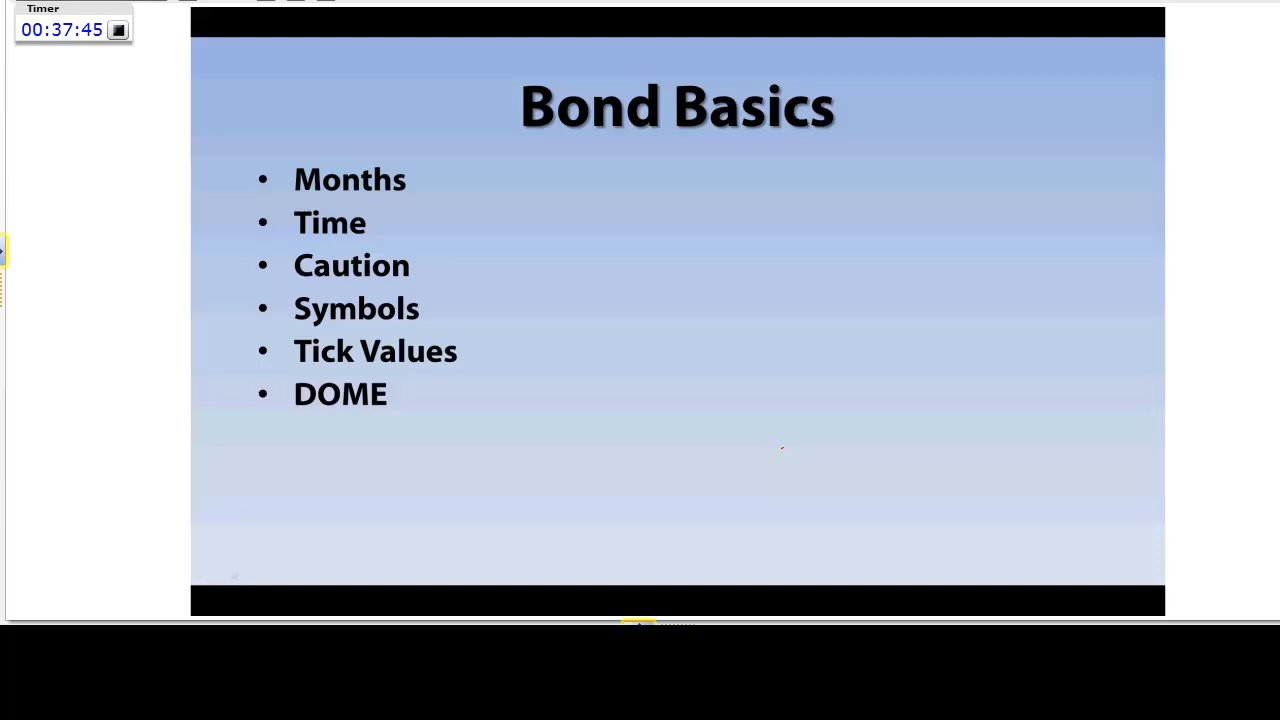 Timer
00:37:45
Bond Basics
• Months
• Time
• Caution
• Symbols
• Tick Values
• DOME